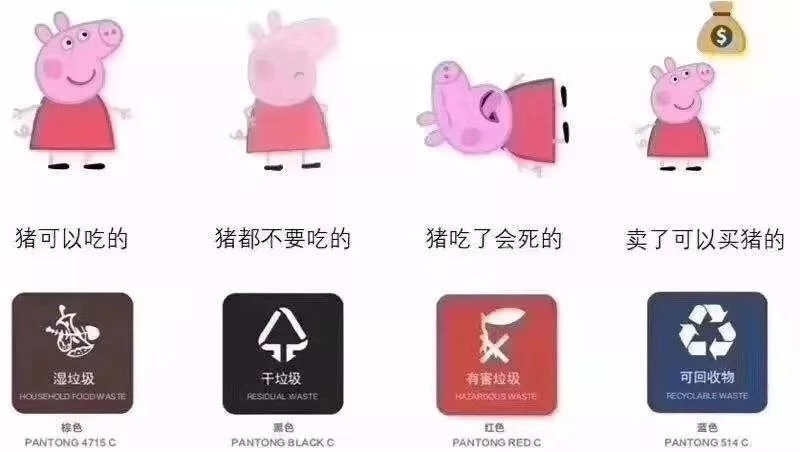 $
猪可以吃的
猪都不要吃的
猪吃了会死的
卖了可以买猪的
湿垃圾
HOUSEHOLD FOOD WASTE
干垃圾
RESIDUAL WASTE
有害垃圾
HAZARDOUS WASTE
可回收物
RECYCLABLE WASTE
棕色
PANTONG 4715 C
黑色
PANTONG BLACK C
红色
PANTONG RED C
蓝色
PANTONG 514 C